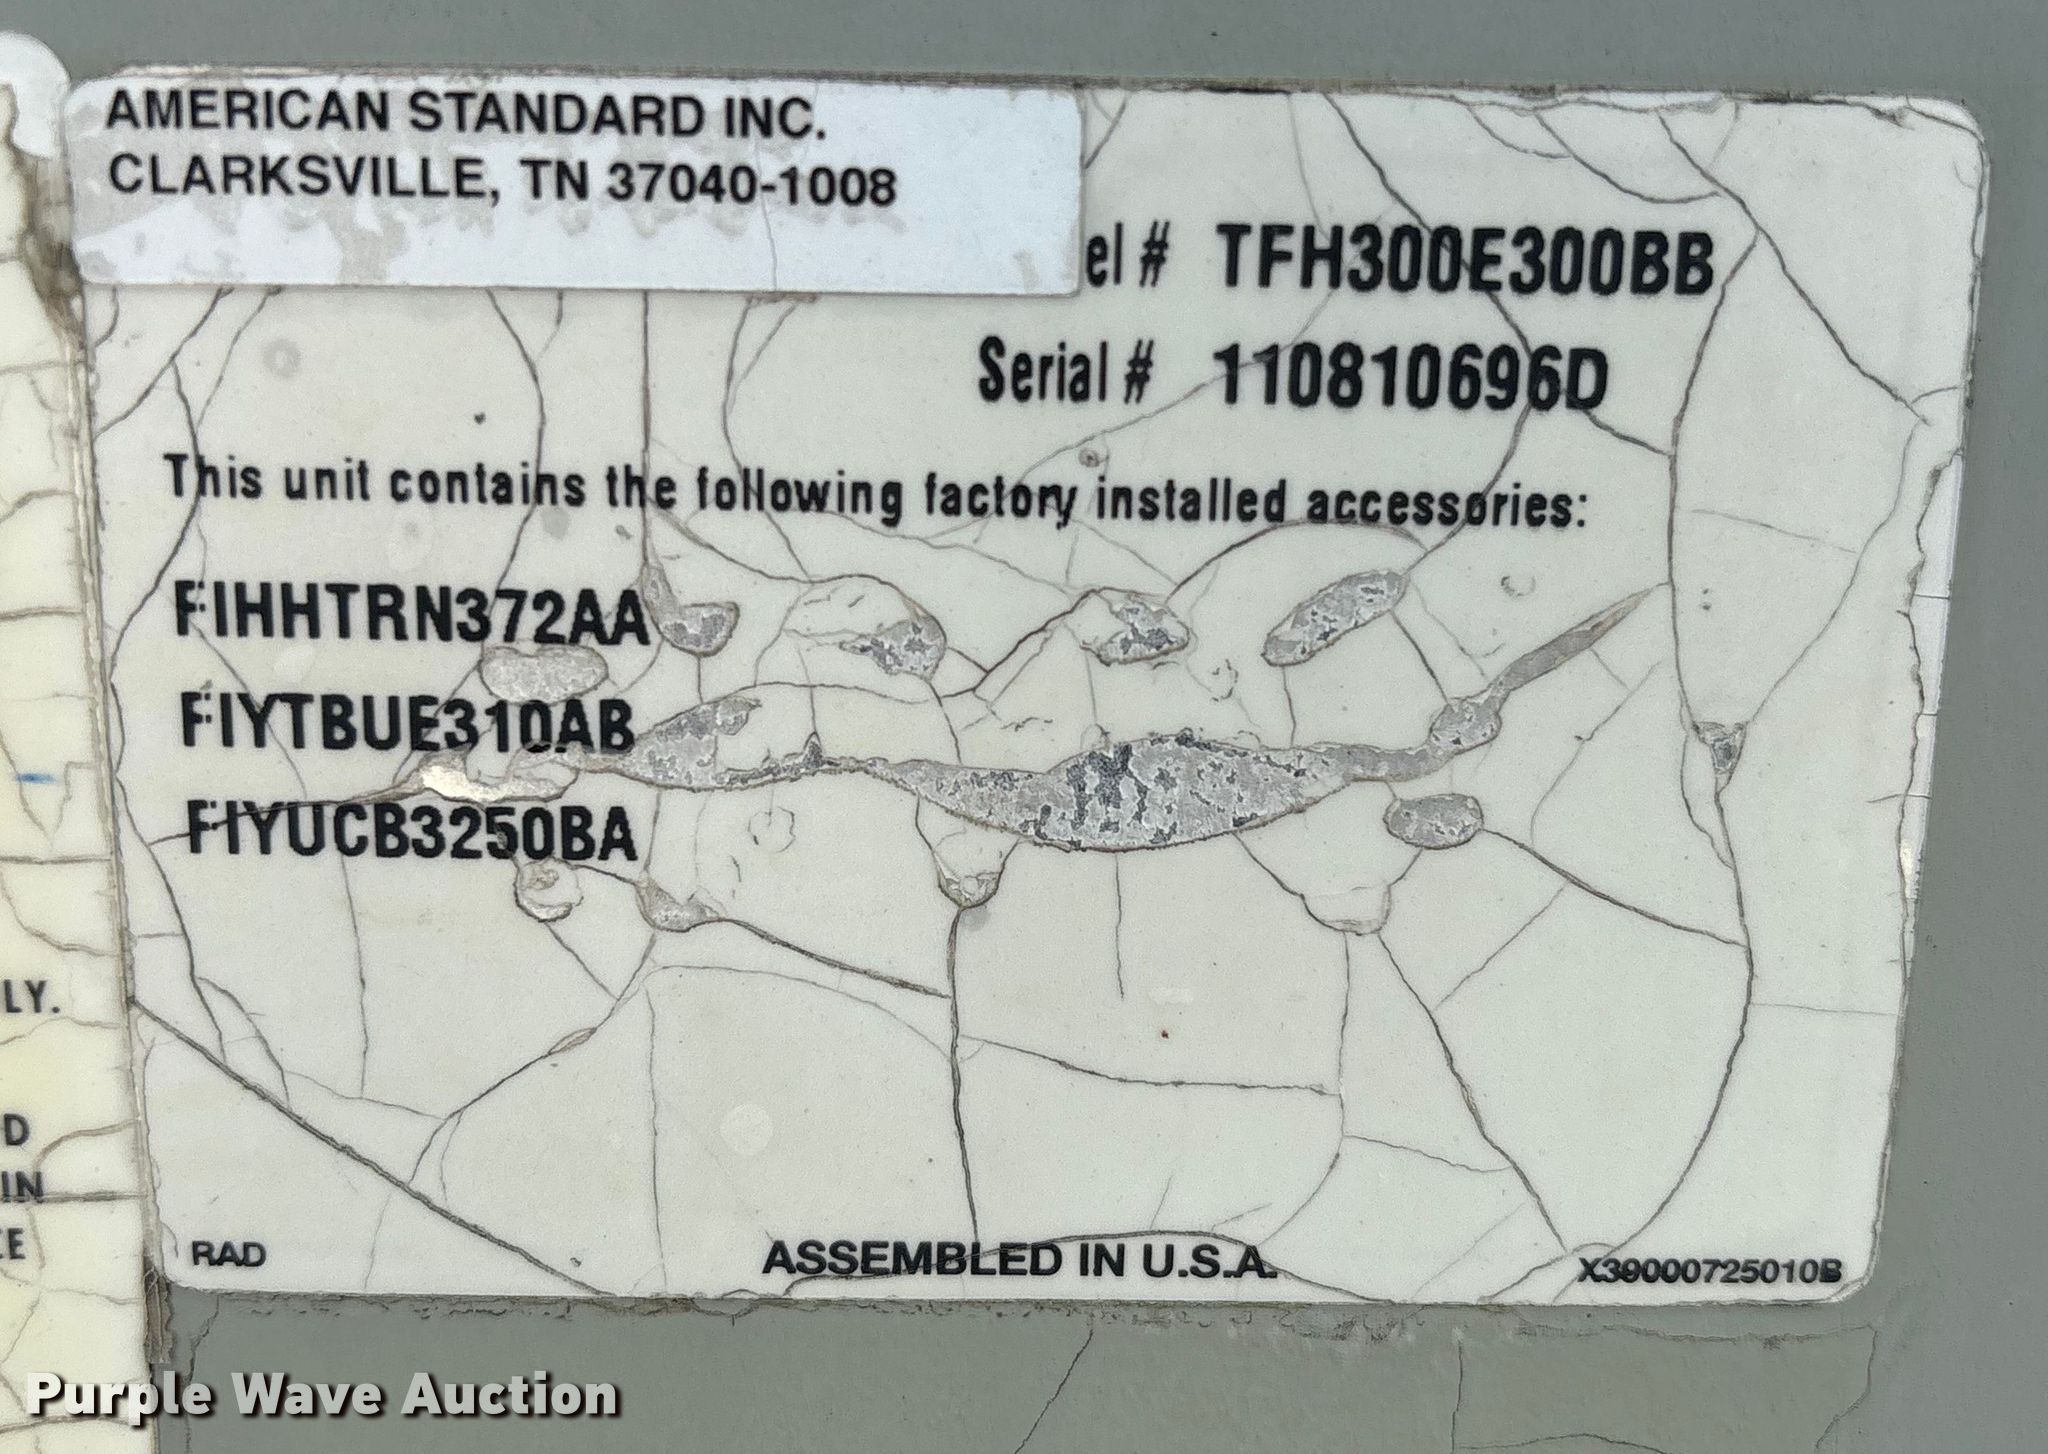 AMERICAN STANDARD INC.
CLARKSVILLE, TN 37040-1008
el # TFH300E300BB
Serial # 110810696D
This unit contains the following factory installed accessories:
FIHHTRN372AA
FIYTBUE310AB
FIYUCB3250BA
LY.
D
IN
CE
RAD
ASSEMBLED IN U.S.A.
X39000725010B
Purple Wave Auction